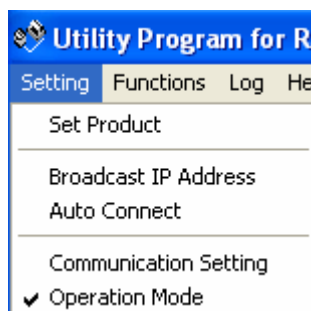 Utility Program for R
Setting Functions Log He
Set Product
Broadcast IP Address
Auto Connect
Communication Setting
Operation Mode